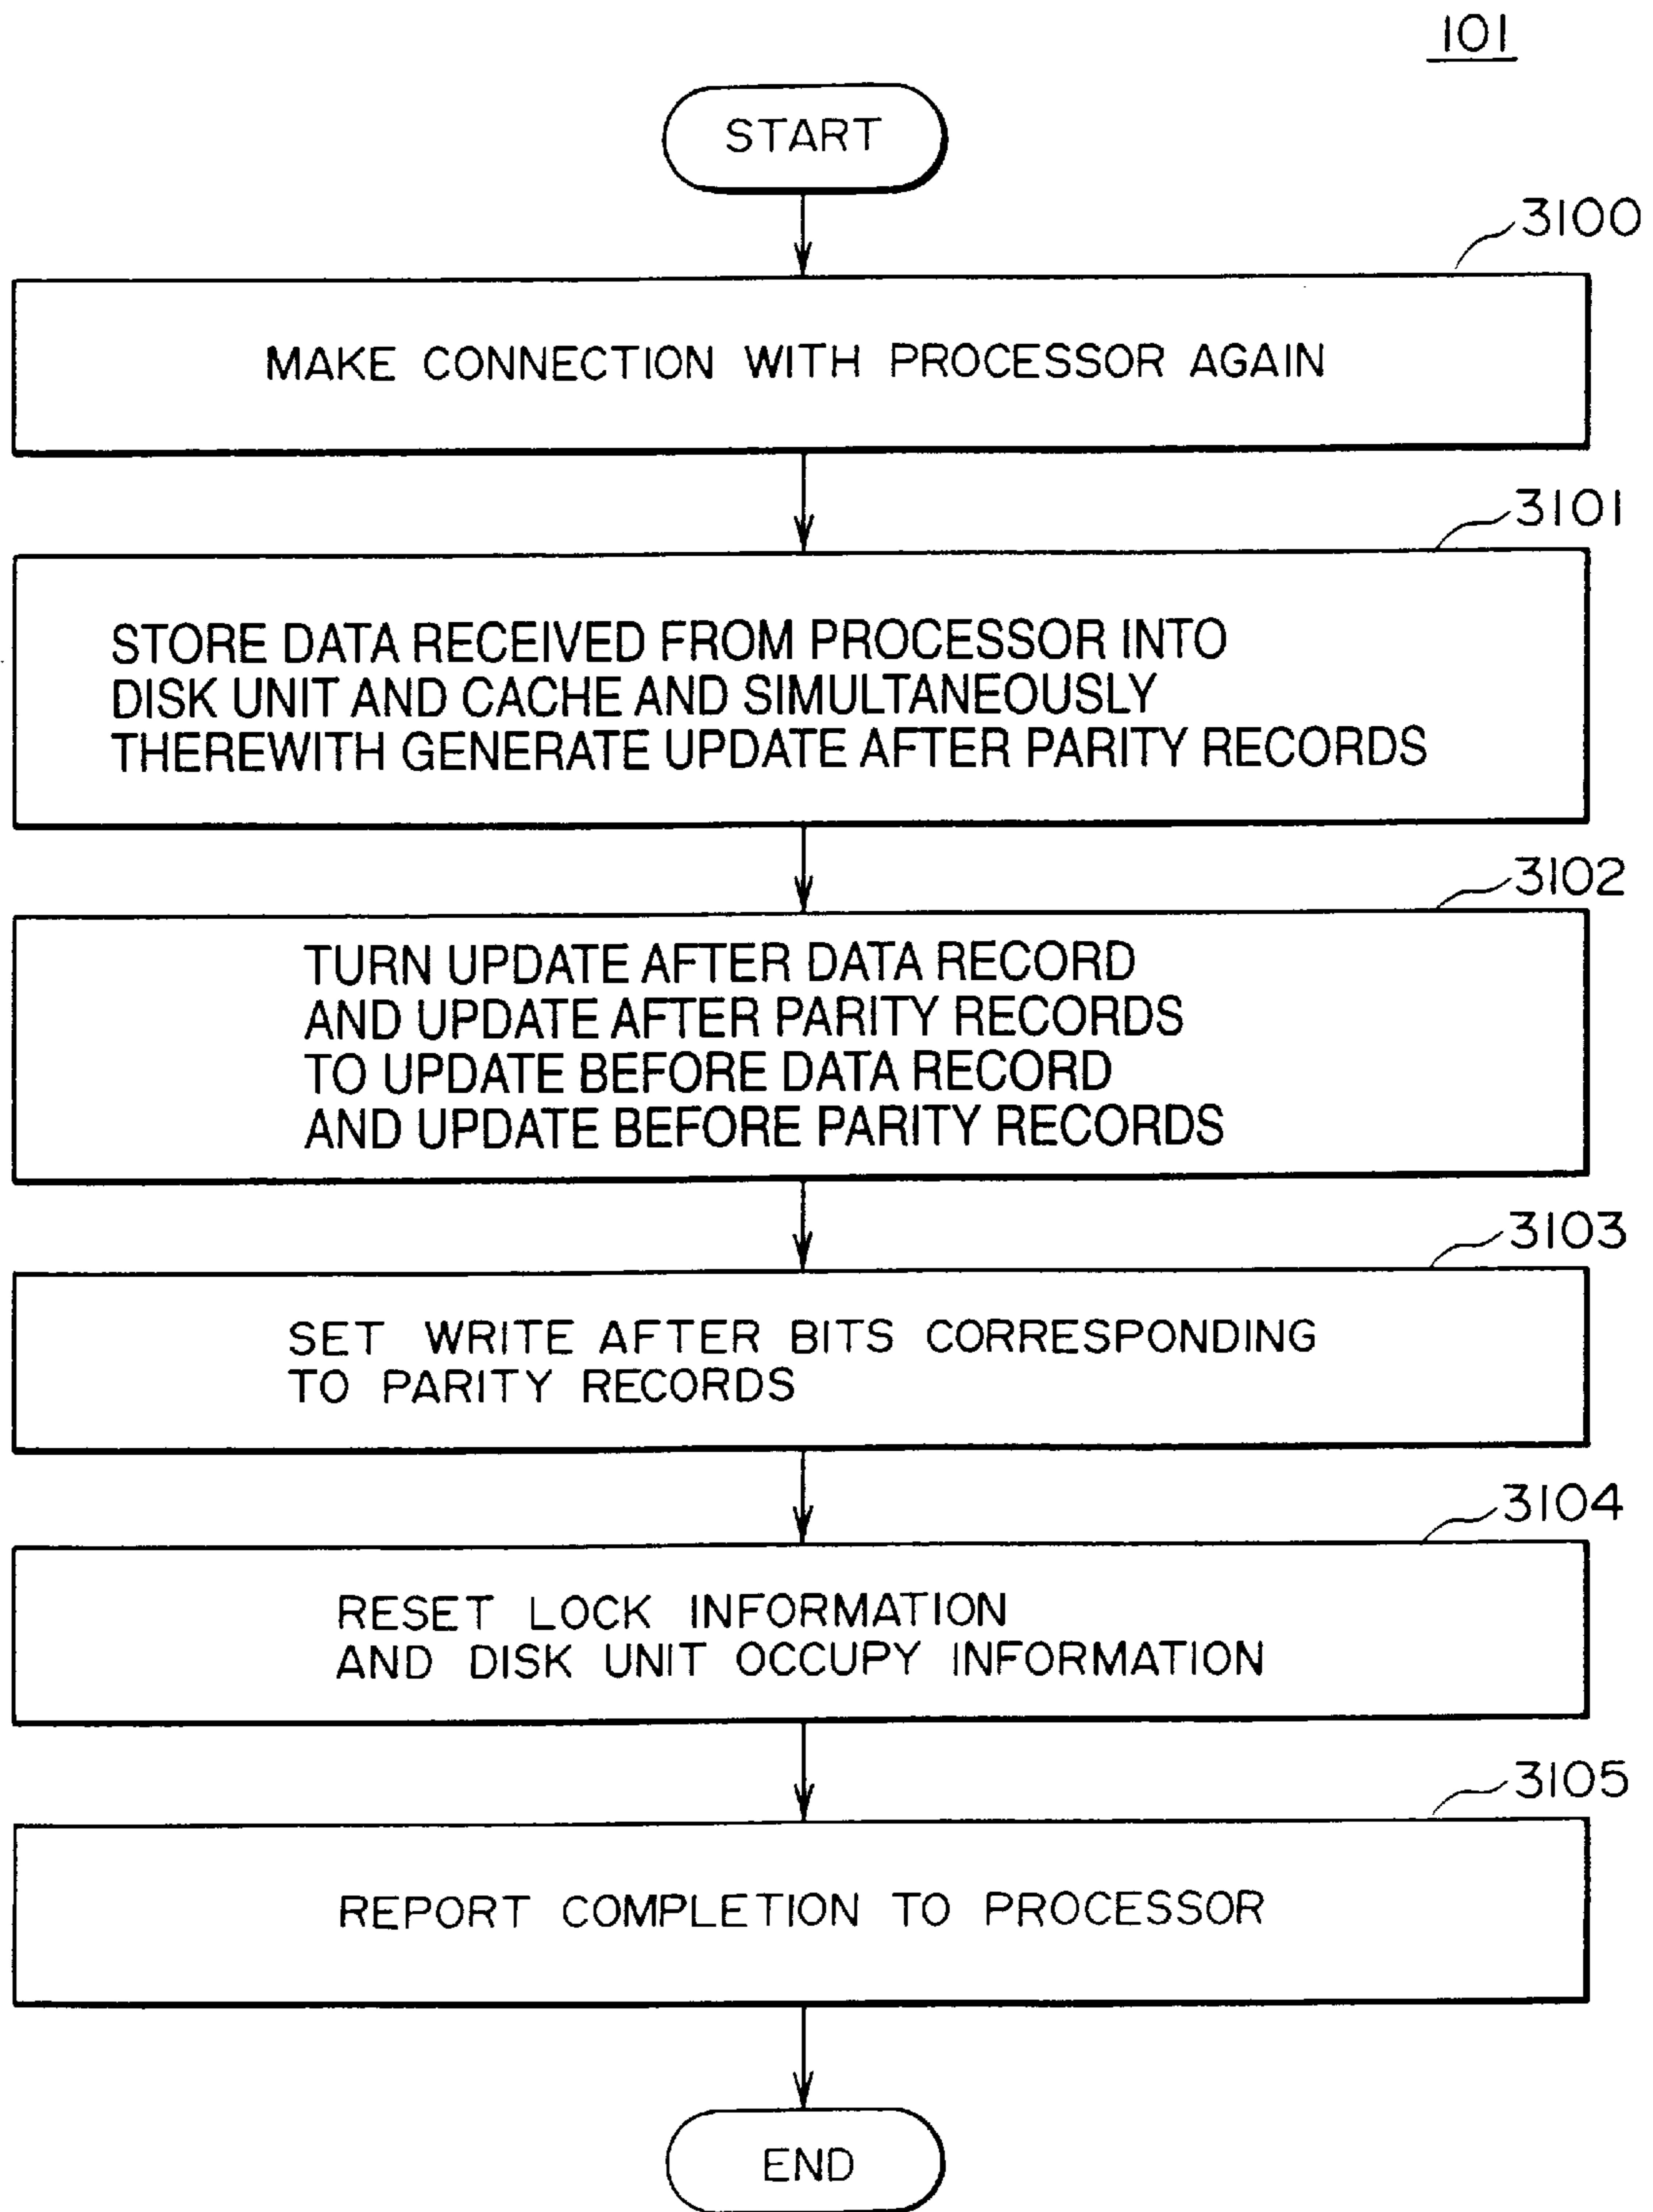 101
START
3100
MAKE CONNECTION WITH PROCESSOR AGAIN
3101
STORE DATA RECEIVED FROM PROCESSOR INTO
DISK UNIT AND CACHE AND SIMULTANEOUSLY
THEREWITH GENERATE UPDATE AFTER PARITY RECORDS
3102
TURN UPDATE AFTER DATA RECORD
AND UPDATE AFTER PARITY RECORDS
TO UPDATE BEFORE DATA RECORD
AND UPDATE BEFORE PARITY RECORDS
3103
SET WRITE AFTER BITS CORRESPONDING
TO PARITY RECORDS
3104
RESET LOCK INFORMATION
AND DISK UNIT OCCUPY INFORMATION
3105
REPORT COMPLETION TO PROCESSOR
END